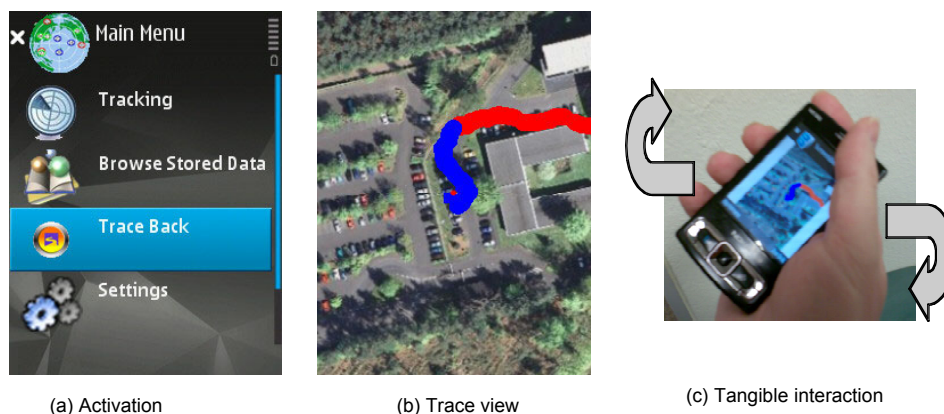 Main Menu
Tracking
Browse Stored Data
Trace Back
Settings
(a) Activation
(b) Trace view
(c) Tangible interaction